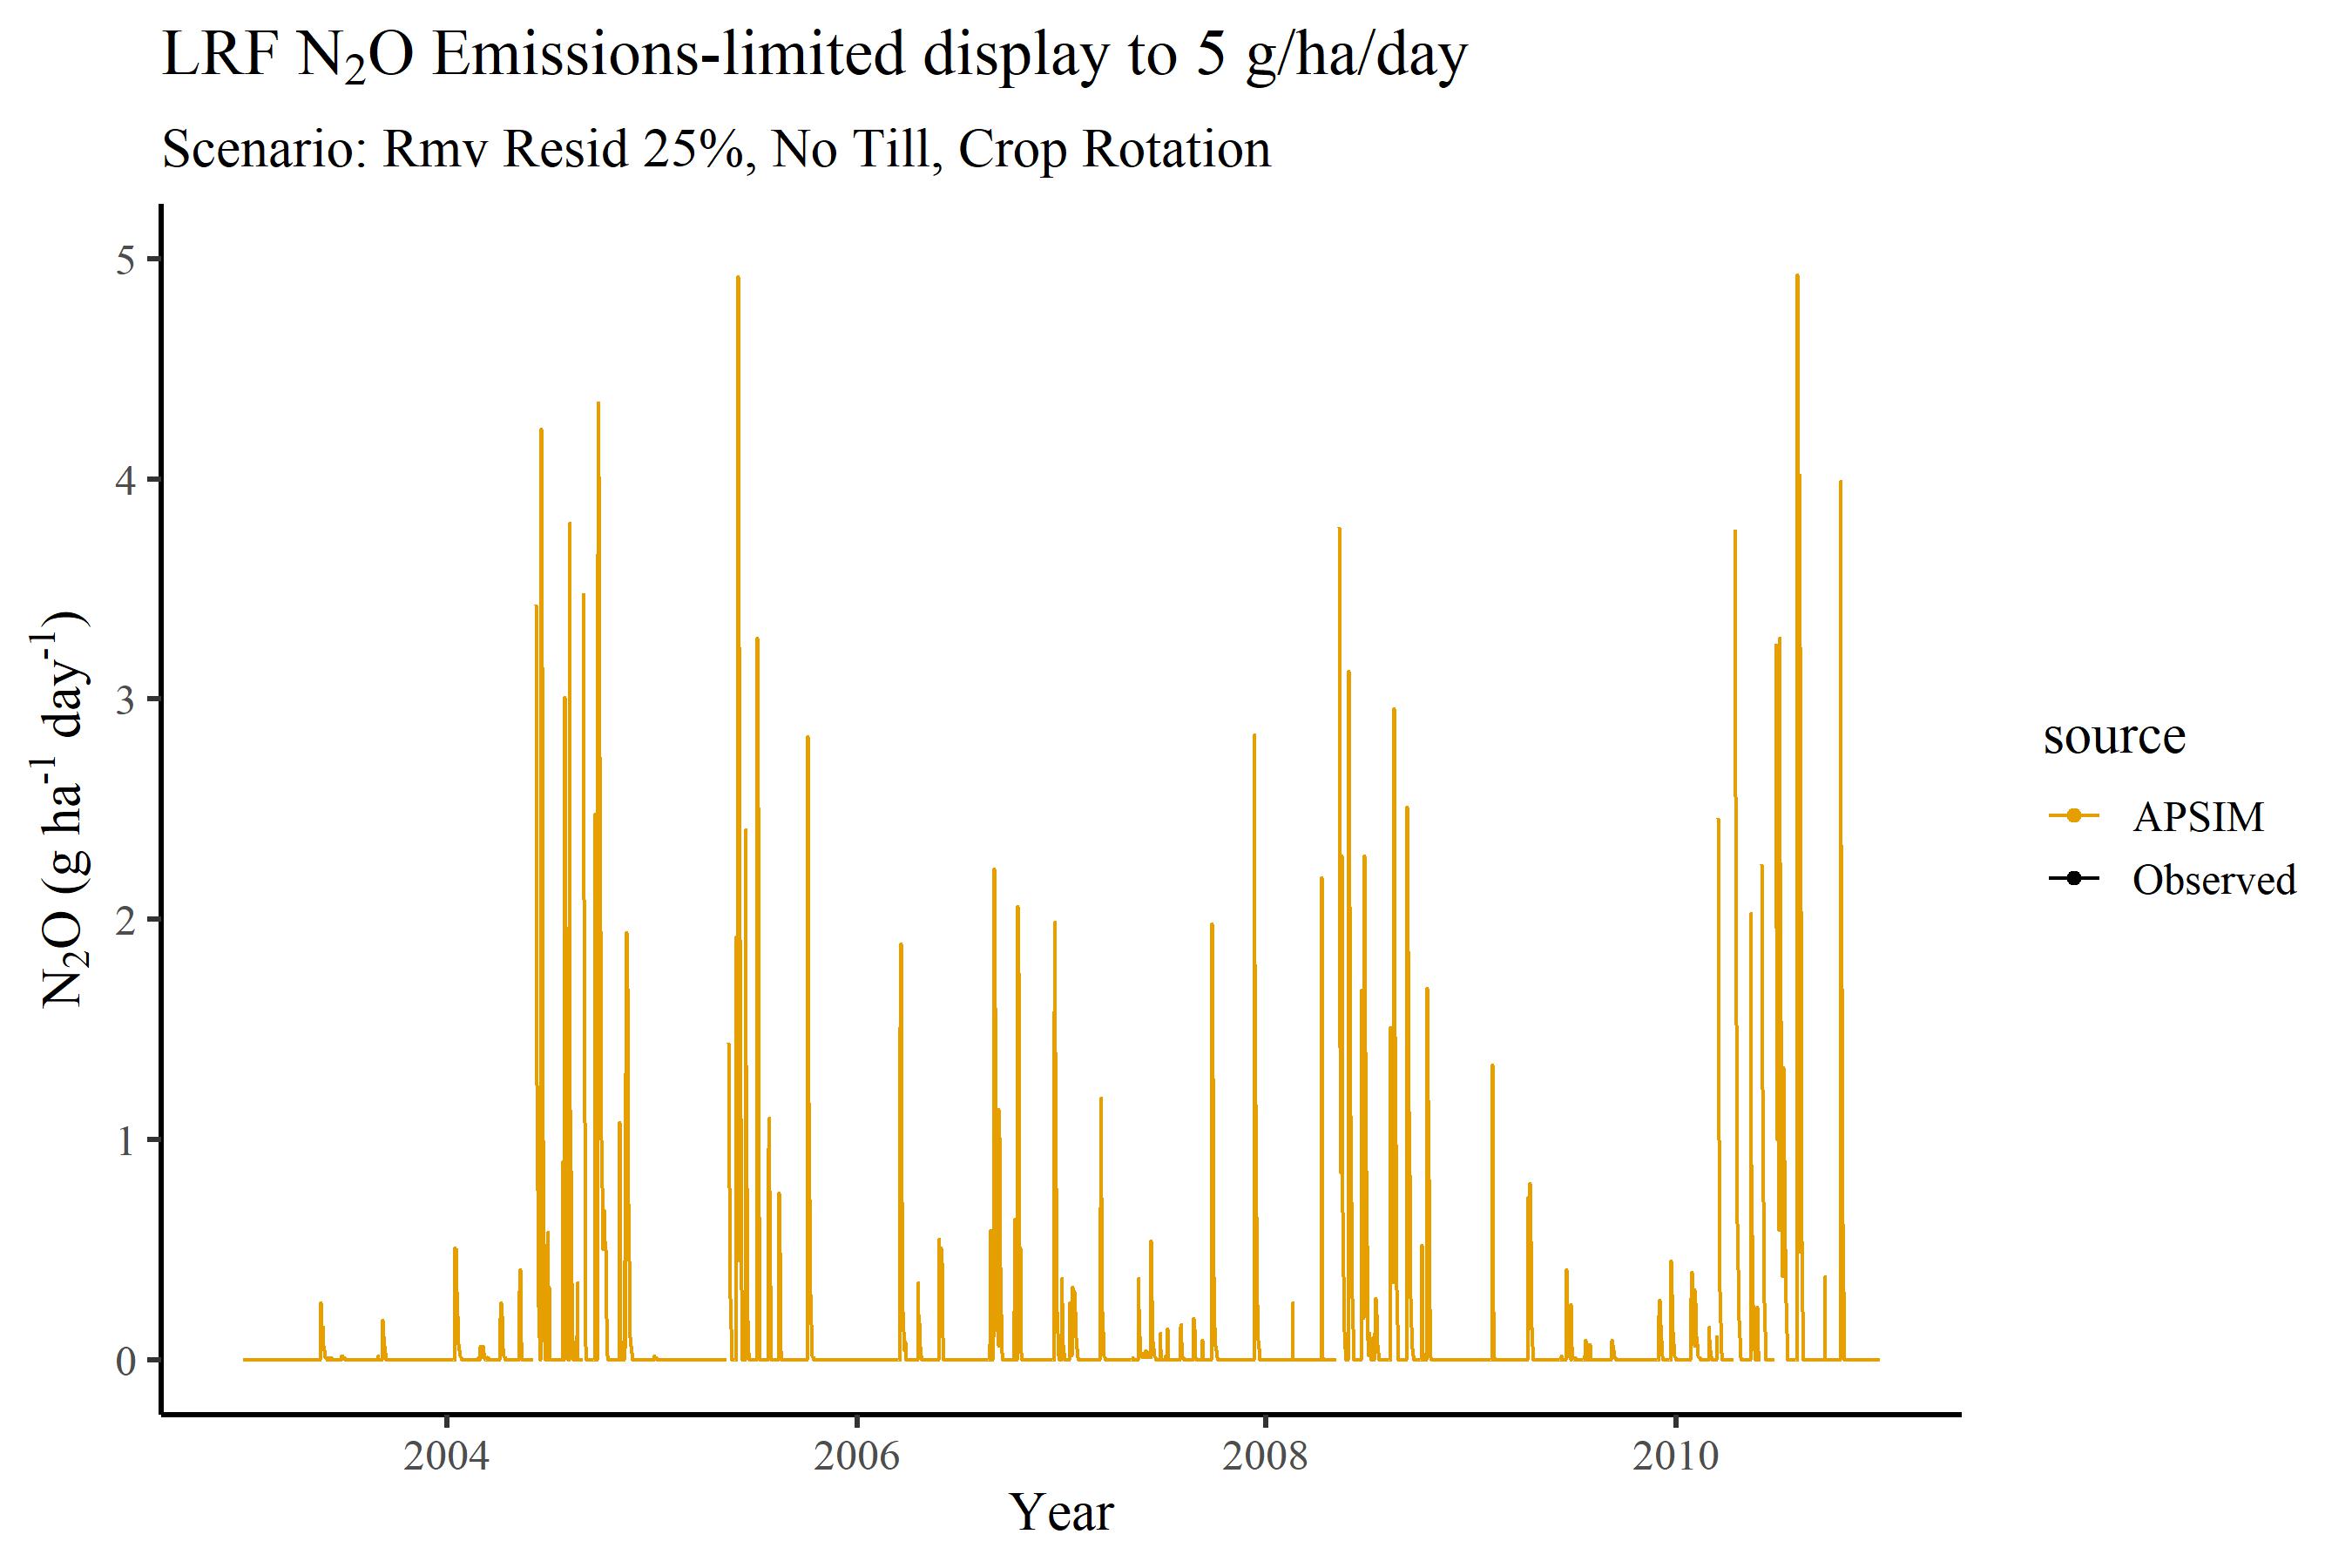 LRF N₂O Emissions-limited display to 5 g/ha/day
Scenario: Rmv Resid 25%, No Till, Crop Rotation
N₂O (g ha⁻¹ day⁻¹)
5
4
3
2
1
0
2004 2006 2008 2010
Year
source
APSIM
Observed